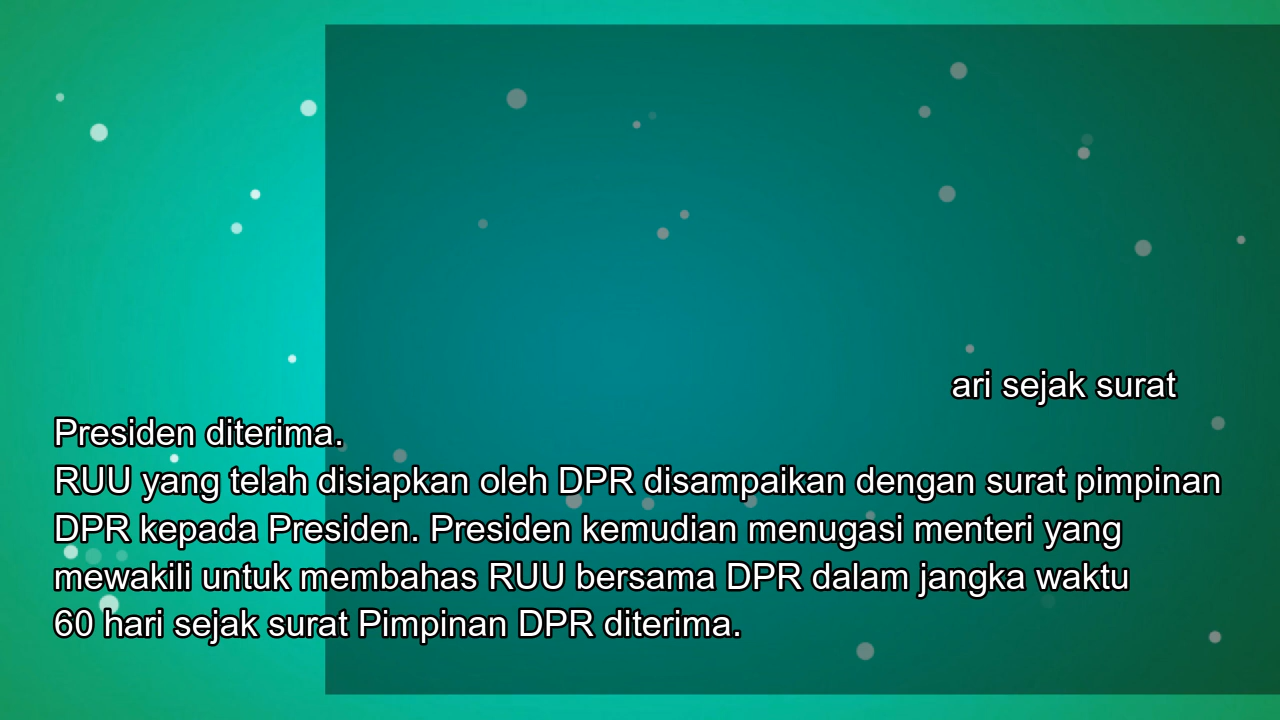 ari sejak surat
Presiden diterima.
RUU yang telah disiapkan oleh DPR disampaikan dengan surat pimpinan
DPR kepada Presiden. Presiden kemudian menugasi menteri yang
mewakili untuk membahas RUU bersama DPR dalam jangka waktu
60 hari sejak surat Pimpinan DPR diterima.